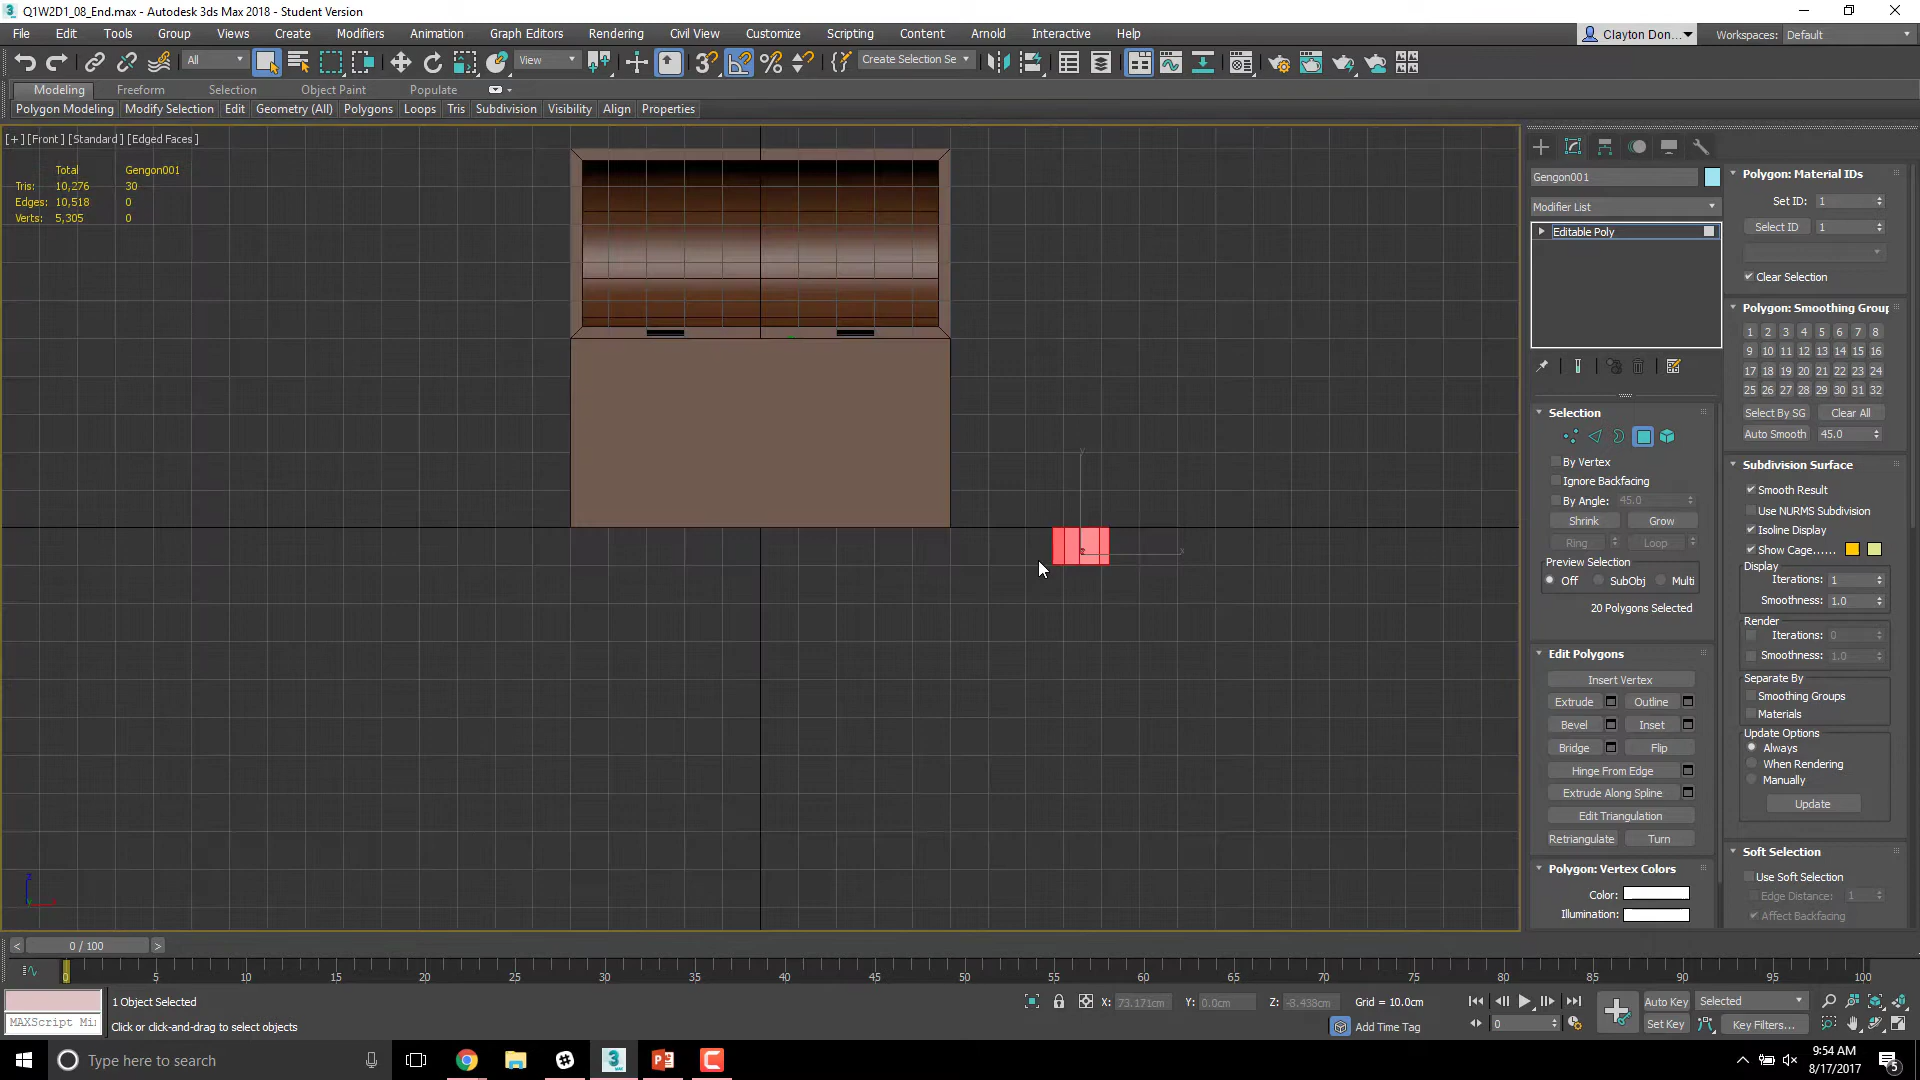 Q1W2D1_08_End.max - Autodesk 3ds Max 2018 - Student Version
File Edit Tools Group Views Create Modifiers Animation Graph Editors Rendering Civil View Customize Scripting Content Arnold Interactive Help
Clayton Don... Workspaces: Default
All View Create Selection Se
Modeling Freeform Selection Object Paint Populate
Polygon Modeling Modify Selection Edit Geometry (All) Polygons Loops Tris Subdivision Visibility Align Properties
[+] [Front] [Standard] [Edged Faces]
Total Gengon001
Tris: 10,276 30
Edges: 10,518 0
Verts: 5,305 0
Gengon001
Modifier List
Editable Poly
Selection
By Vertex
Ignore Backfacing
By Angle: 45.0
Shrink Grow
Ring Loop
Preview Selection
Off SubObj Multi
20 Polygons Selected
Edit Polygons
Insert Vertex
Extrude Outline
Bevel Inset
Bridge Flip
Hinge From Edge
Extrude Along Spline
Edit Triangulation
Retriangulate Turn
Polygon: Vertex Colors
Color:
Illumination:
Polygon: Material IDs
Set ID: 1
Select ID 1
Clear Selection
Polygon: Smoothing Group
1 2 3 4 5 6 7 8
9 10 11 12 13 14 15 16
17 18 19 20 21 22 23 24
25 26 27 28 29 30 31 32
Select By SG Clear All
Auto Smooth 45.0
Subdivision Surface
Smooth Result
Use NURMS Subdivision
Isoline Display
Show Cage......
Display
Iterations: 1
Smoothness: 1.0
Render
Iterations: 0
Smoothness: 1.0
Separate By
Smoothing Groups
Materials
Update Options
Always
When Rendering
Manually
Update
Soft Selection
Use Soft Selection
Edge Distance: 1
Affect Backfacing
y
x
z
< 0 / 100 >
0 5 10 15 20 25 30 35 40 45 50 55 60 65 70 75 80 85 90 95 100
1 Object Selected
X: 73.171cm Y: 0.0cm Z: -8.438cm Grid = 10.0cm
Auto Key Selected
MAXScript Mi
Click or click-and-drag to select objects
Add Time Tag
0
Set Key Key Filters...
Type here to search
9:54 AM
8/17/2017
5